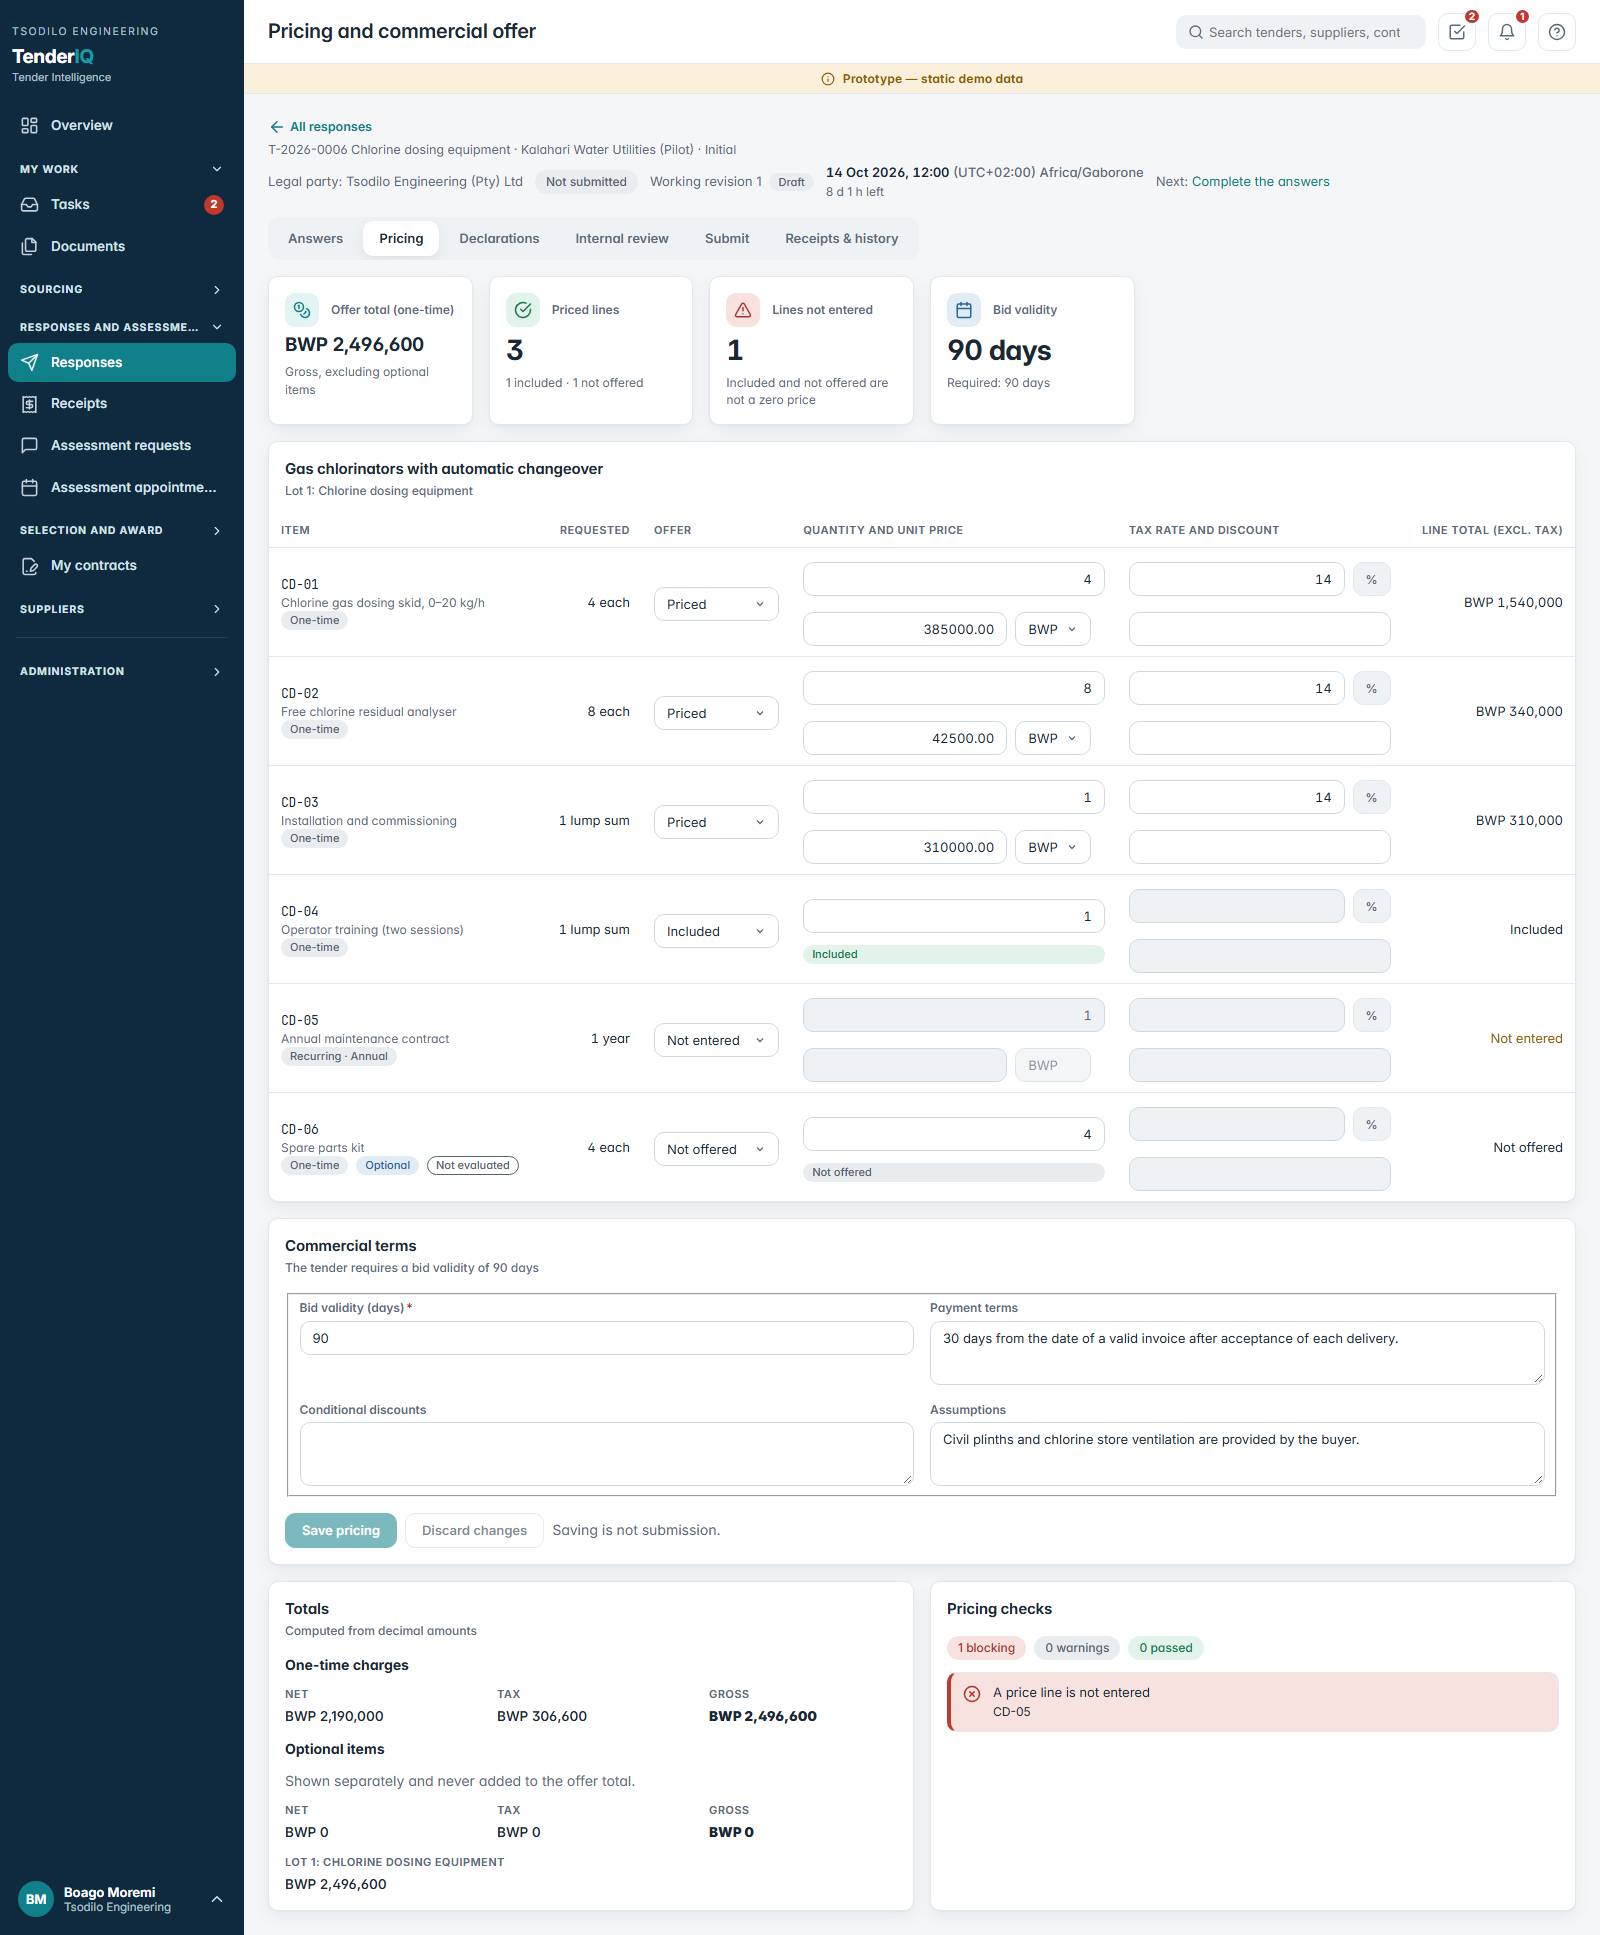 TSODILO ENGINEERING
TenderIQ
Tender Intelligence
Overview
MY WORK
Tasks 2
Documents
SOURCING
RESPONSES AND ASSESSME...
Responses
Receipts
Assessment requests
Assessment appointme...
SELECTION AND AWARD
My contracts
SUPPLIERS
ADMINISTRATION
BM Boago Moremi
Tsodilo Engineering
Pricing and commercial offer
Search tenders, suppliers, cont
2
1
Prototype — static demo data
All responses
T-2026-0006 Chlorine dosing equipment · Kalahari Water Utilities (Pilot) · Initial
Legal party: Tsodilo Engineering (Pty) Ltd Not submitted Working revision 1 Draft 14 Oct 2026, 12:00 (UTC+02:00) Africa/Gaborone Next: Complete the answers
8 d 1 h left
Answers Pricing Declarations Internal review Submit Receipts & history
Offer total (one-time)
BWP 2,496,600
Gross, excluding optional
items
Priced lines
3
1 included · 1 not offered
Lines not entered
1
Included and not offered are
not a zero price
Bid validity
90 days
Required: 90 days
Gas chlorinators with automatic changeover
Lot 1: Chlorine dosing equipment
ITEM REQUESTED OFFER QUANTITY AND UNIT PRICE TAX RATE AND DISCOUNT LINE TOTAL (EXCL. TAX)
CD-01
Chlorine gas dosing skid, 0–20 kg/h
One-time
4 each
Priced
4
385000.00 BWP
14 %
BWP 1,540,000
CD-02
Free chlorine residual analyser
One-time
8 each
Priced
8
42500.00 BWP
14 %
BWP 340,000
CD-03
Installation and commissioning
One-time
1 lump sum
Priced
1
310000.00 BWP
14 %
BWP 310,000
CD-04
Operator training (two sessions)
One-time
1 lump sum
Included
1
Included
%
Included
CD-05
Annual maintenance contract
Recurring · Annual
1 year
Not entered
1
BWP
%
Not entered
CD-06
Spare parts kit
One-time Optional Not evaluated
4 each
Not offered
4
Not offered
%
Not offered
Commercial terms
The tender requires a bid validity of 90 days
Bid validity (days) *
90
Payment terms
30 days from the date of a valid invoice after acceptance of each delivery.
Conditional discounts
Assumptions
Civil plinths and chlorine store ventilation are provided by the buyer.
Save pricing Discard changes Saving is not submission.
Totals
Computed from decimal amounts
One-time charges
NET TAX GROSS
BWP 2,190,000 BWP 306,600 BWP 2,496,600
Optional items
Shown separately and never added to the offer total.
NET TAX GROSS
BWP 0 BWP 0 BWP 0
LOT 1: CHLORINE DOSING EQUIPMENT
BWP 2,496,600
Pricing checks
1 blocking 0 warnings 0 passed
A price line is not entered
CD-05